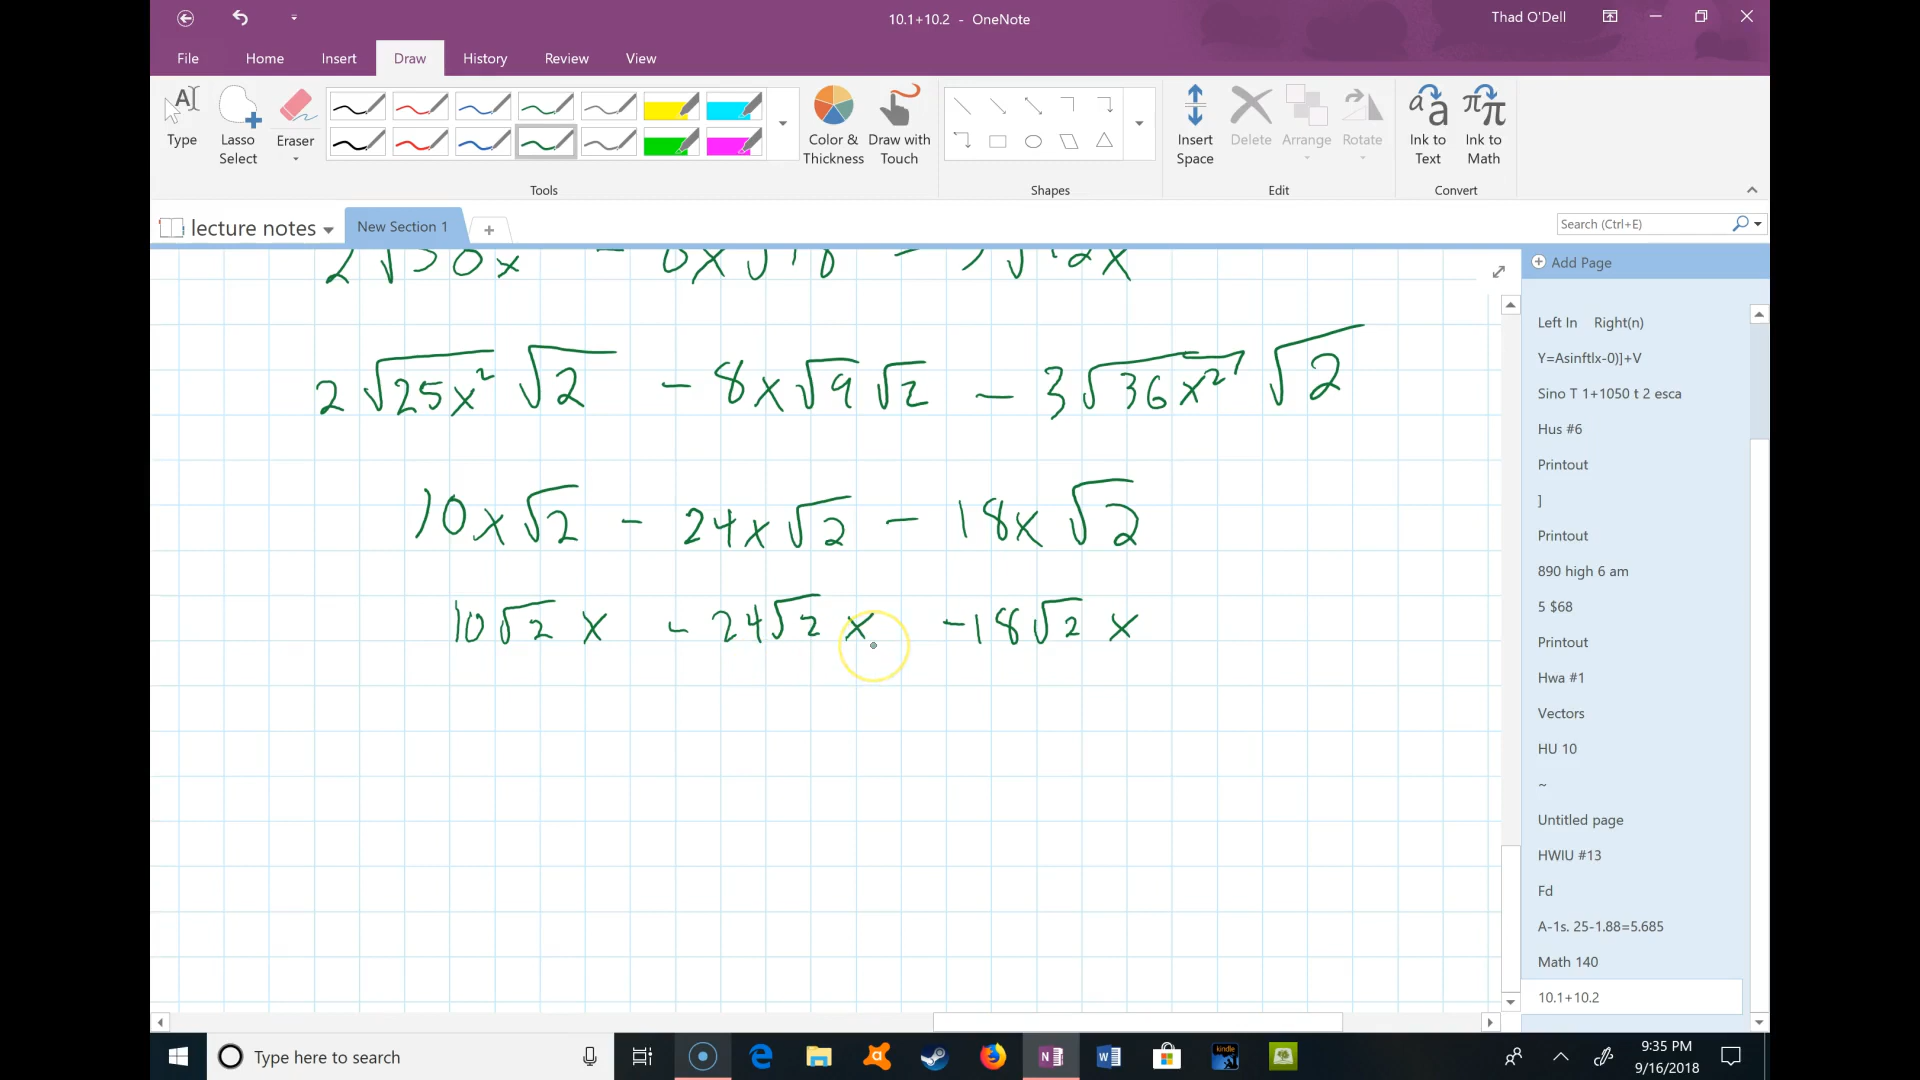 10.1+10.2 - OneNote
Thad O'Dell
File Home Insert Draw History Review View
Type
Lasso Select
Eraser
Color & Thickness
Draw with Touch
Insert Space
Delete
Arrange
Rotate
Ink to Text
Ink to Math
Tools
Shapes
Edit
Convert
lecture notes
New Section 1
Search (Ctrl+E)
2√25x² √2 - 8x√9 √2 - 3√36x² √2
10x√2 - 24x√2 - 18x√2
10√2 x - 24√2 x - 18√2 x
Add Page
Left In Right(n)
Y=Asinftlx-0)]+V
Sino T 1+1050 t 2 esca
Hus #6
Printout
]
Printout
890 high 6 am
5 $68
Printout
Hwa #1
Vectors
HU 10
~
Untitled page
HWIU #13
Fd
A-1s. 25-1.88=5.685
Math 140
10.1+10.2
Type here to search
kindle
9:35 PM
9/16/2018